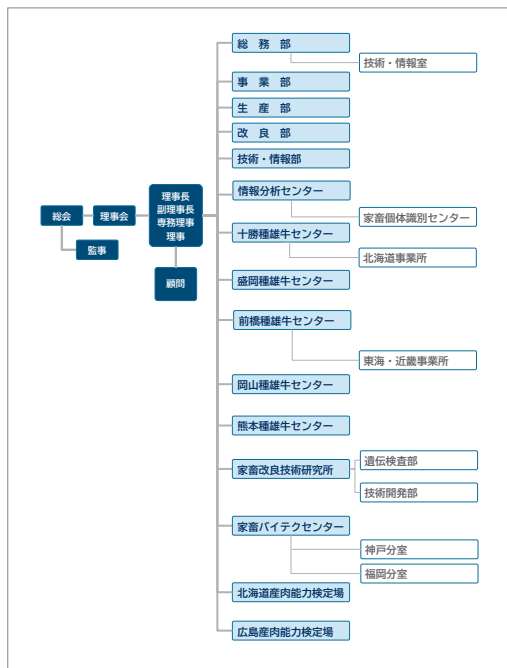 総会
監事
理事会
理事長
副理事長
専務理事
理事
顧問
総　務　部
技術・情報室
事　業　部
生　産　部
改　良　部
技術・情報部
情報分析センター
家畜個体識別センター
十勝種雄牛センター
北海道事業所
盛岡種雄牛センター
前橋種雄牛センター
東海・近畿事業所
岡山種雄牛センター
熊本種雄牛センター
家畜改良技術研究所
遺伝検査部
技術開発部
家畜バイテクセンター
神戸分室
福岡分室
北海道産肉能力検定場
広島産肉能力検定場